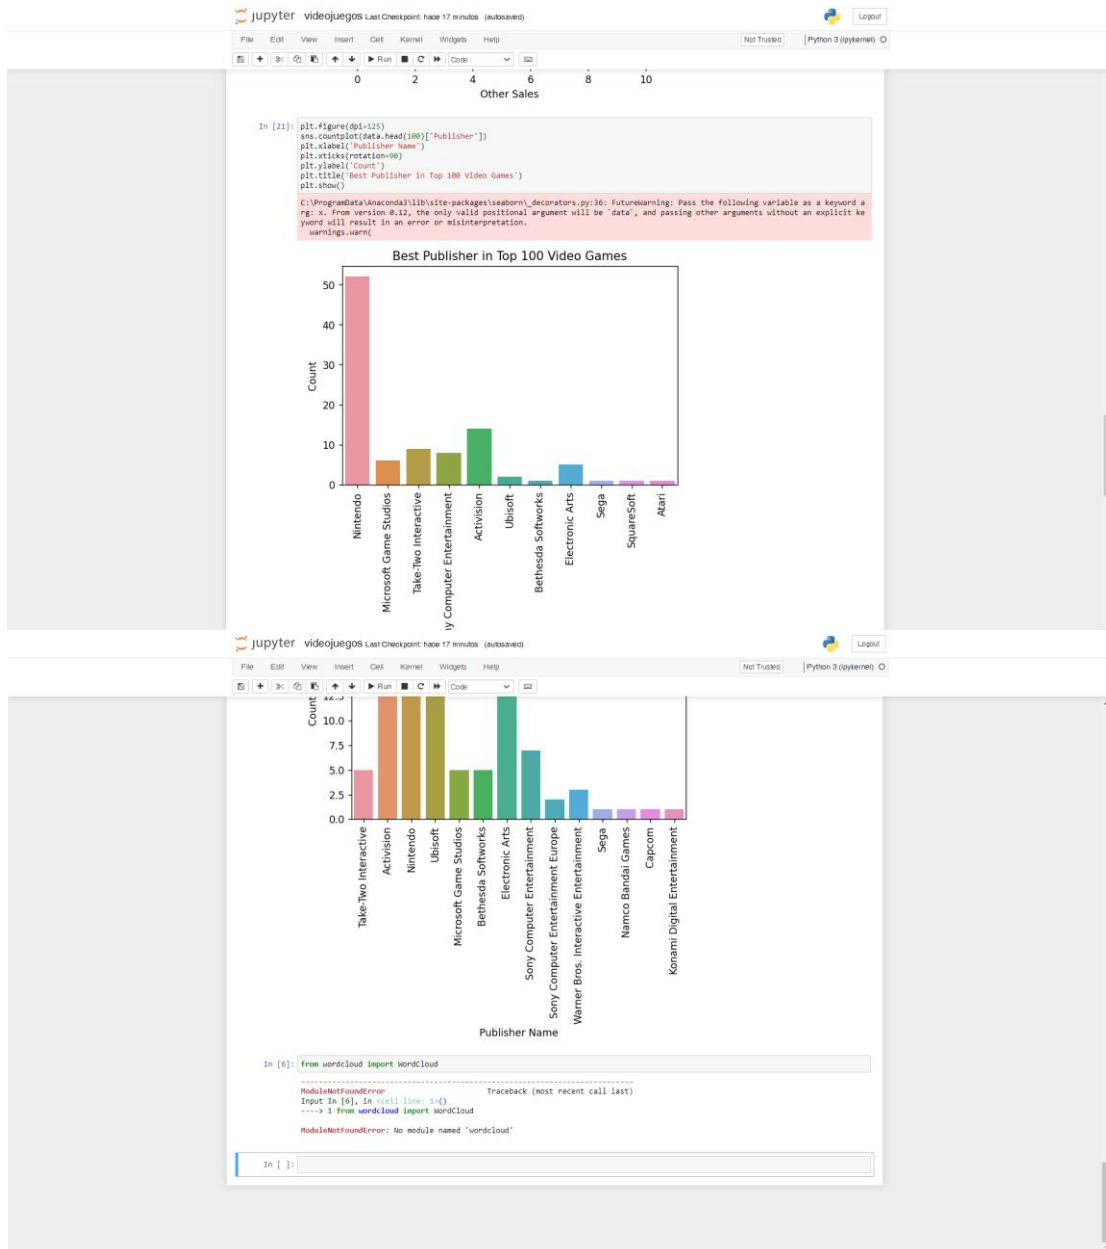 jupyter videojuegos Last Checkpoint: hace 17 minutos (autosaved)
Logout
File Edit View Insert Cell Kernel Widgets Help
Not Trusted
Python 3 (ipykernel)
Run
Code
0 2 4 6 8 10
Other Sales
In [21]: plt.figure(dpi=125)
sns.countplot(data.head(100)['Publisher'])
plt.xlabel('Publisher Name')
plt.xticks(rotation=90)
plt.ylabel('Count')
plt.title('Best Publisher in Top 100 Video Games')
plt.show()
C:\ProgramData\Anaconda3\lib\site-packages\seaborn\_decorators.py:36: FutureWarning: Pass the following variable as a keyword a
rg: x. From version 0.12, the only valid positional argument will be `data`, and passing other arguments without an explicit ke
yword will result in an error or misinterpretation.
warnings.warn(
Best Publisher in Top 100 Video Games
50
40
30
20
10
0
Count
Nintendo
Microsoft Game Studios
Take-Two Interactive
y Computer Entertainment
Activision
Ubisoft
Bethesda Softworks
Electronic Arts
Sega
SquareSoft
Atari
jupyter videojuegos Last Checkpoint: hace 17 minutos (autosaved)
Logout
File Edit View Insert Cell Kernel Widgets Help
Not Trusted
Python 3 (ipykernel)
Run
Code
12.5
10.0
7.5
5.0
2.5
0.0
Count
Take-Two Interactive
Activision
Nintendo
Ubisoft
Microsoft Game Studios
Bethesda Softworks
Electronic Arts
Sony Computer Entertainment
Sony Computer Entertainment Europe
Warner Bros. Interactive Entertainment
Sega
Namco Bandai Games
Capcom
Konami Digital Entertainment
Publisher Name
In [6]: from wordcloud import WordCloud
---------------------------------------------------------------------------
ModuleNotFoundError Traceback (most recent call last)
Input In [6], in <cell line: 1>()
----> 1 from wordcloud import WordCloud
ModuleNotFoundError: No module named 'wordcloud'
In [ ]: